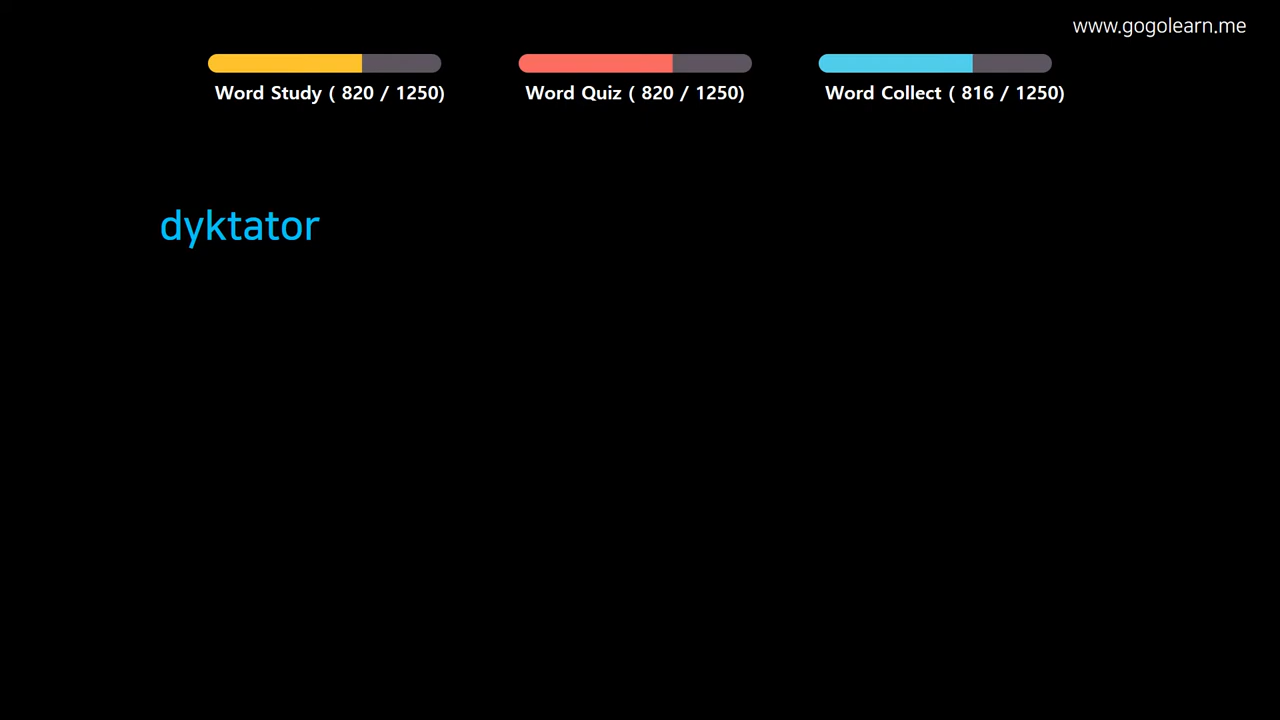 www.gogolearn.me
Word Study ( 820 / 1250)
Word Quiz ( 820 / 1250)
Word Collect ( 816 / 1250)
dyktator